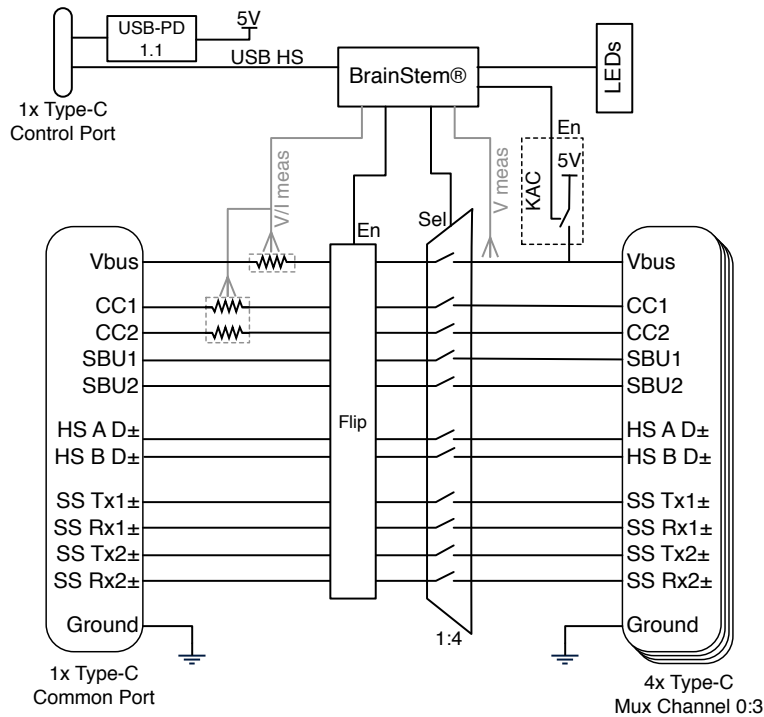 USB-PD
1.1
5V
USB HS
BrainStem®
LEDs
1x Type-C
Control Port
En
5V
KAC
V/I meas
V meas
En
Sel
Vbus
CC1
CC2
SBU1
SBU2
HS A D±
HS B D±
SS Tx1±
SS Rx1±
SS Tx2±
SS Rx2±
Ground
Flip
1:4
Vbus
CC1
CC2
SBU1
SBU2
HS A D±
HS B D±
SS Tx1±
SS Rx1±
SS Tx2±
SS Rx2±
Ground
1x Type-C
Common Port
4x Type-C
Mux Channel 0:3